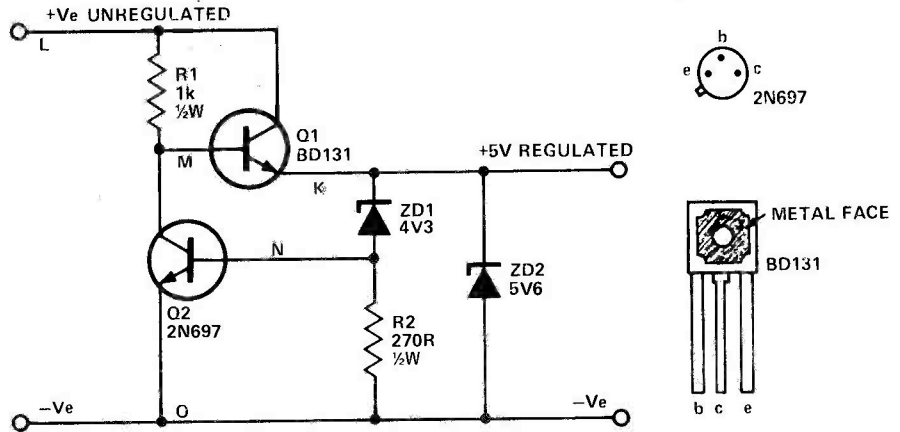 +Ve UNREGULATED
L
R1
1k
½W
Q1
BD131
M
K
+5V REGULATED
ZD1
4V3
N
ZD2
5V6
Q2
2N697
R2
270R
½W
–Ve
O
–Ve
b
e
c
2N697
METAL FACE
BD131
b c e